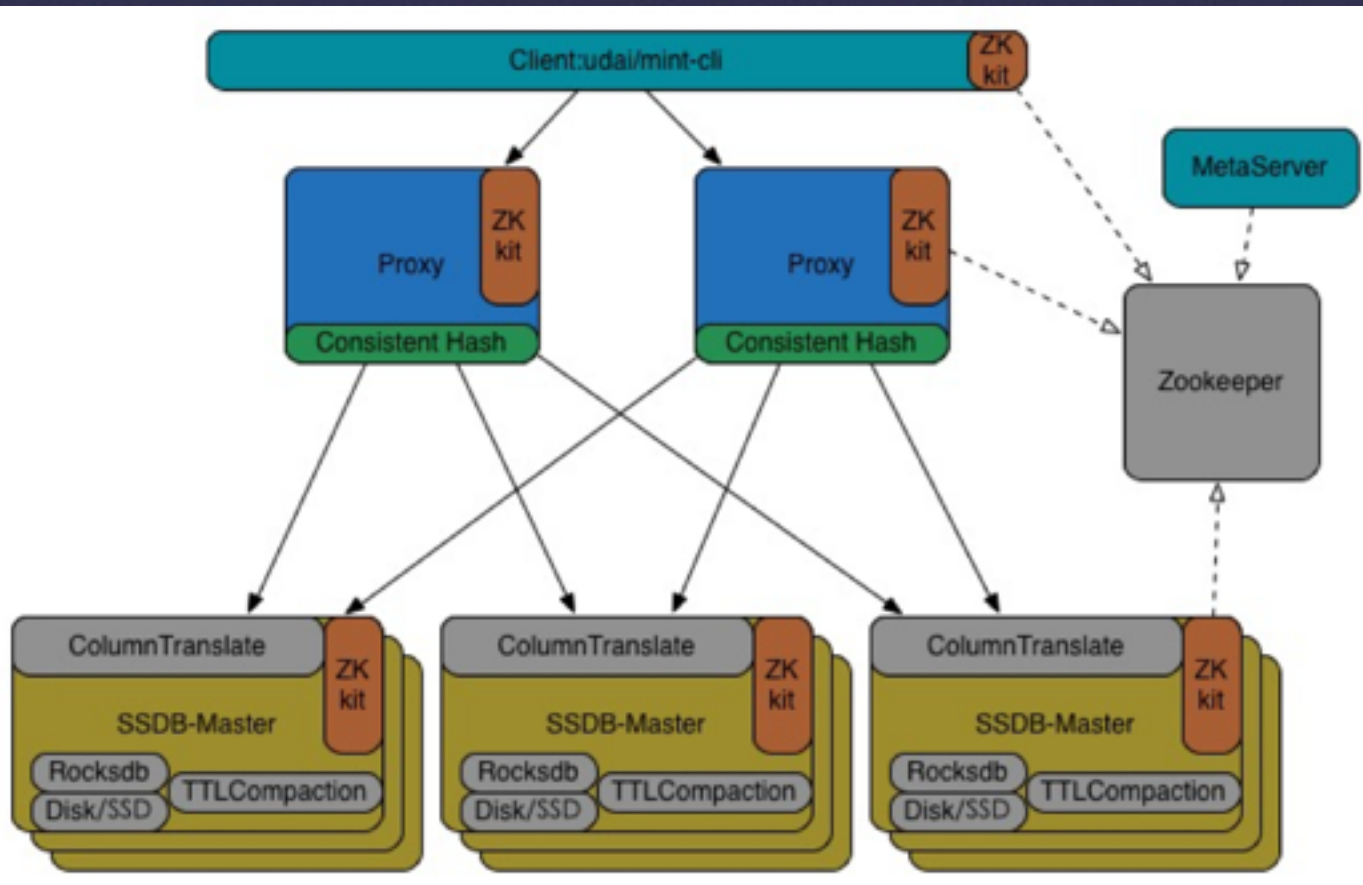 Client:udai/mint-cli
ZK
kit
MetaServer
Proxy
ZK
kit
Consistent Hash
Proxy
ZK
kit
Consistent Hash
Zookeeper
ColumnTranslate
ZK
kit
SSDB-Master
Rocksdb
TTLCompaction
Disk/SSD
ColumnTranslate
ZK
kit
SSDB-Master
Rocksdb
TTLCompaction
Disk/SSD
ColumnTranslate
ZK
kit
SSDB-Master
Rocksdb
TTLCompaction
Disk/SSD